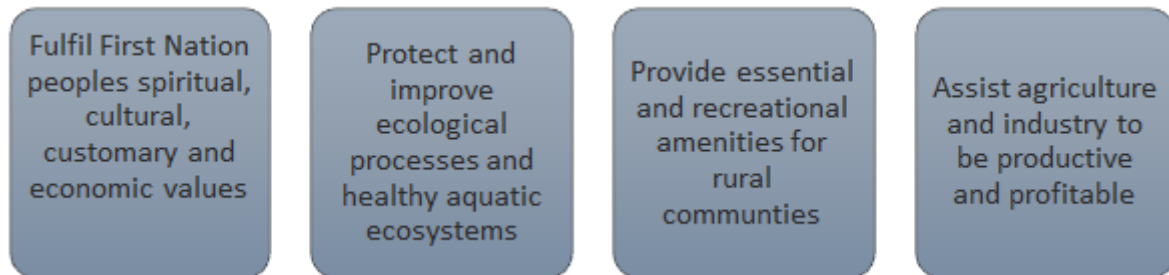 Fulfil First Nation
peoples spiritual,
cultural,
customary and
economic values
Protect and
improve
ecological
processes and
healthy aquatic
ecosystems
Provide essential
and recreational
amenities for
rural
communties
Assist agriculture
and industry to
be productive
and profitable